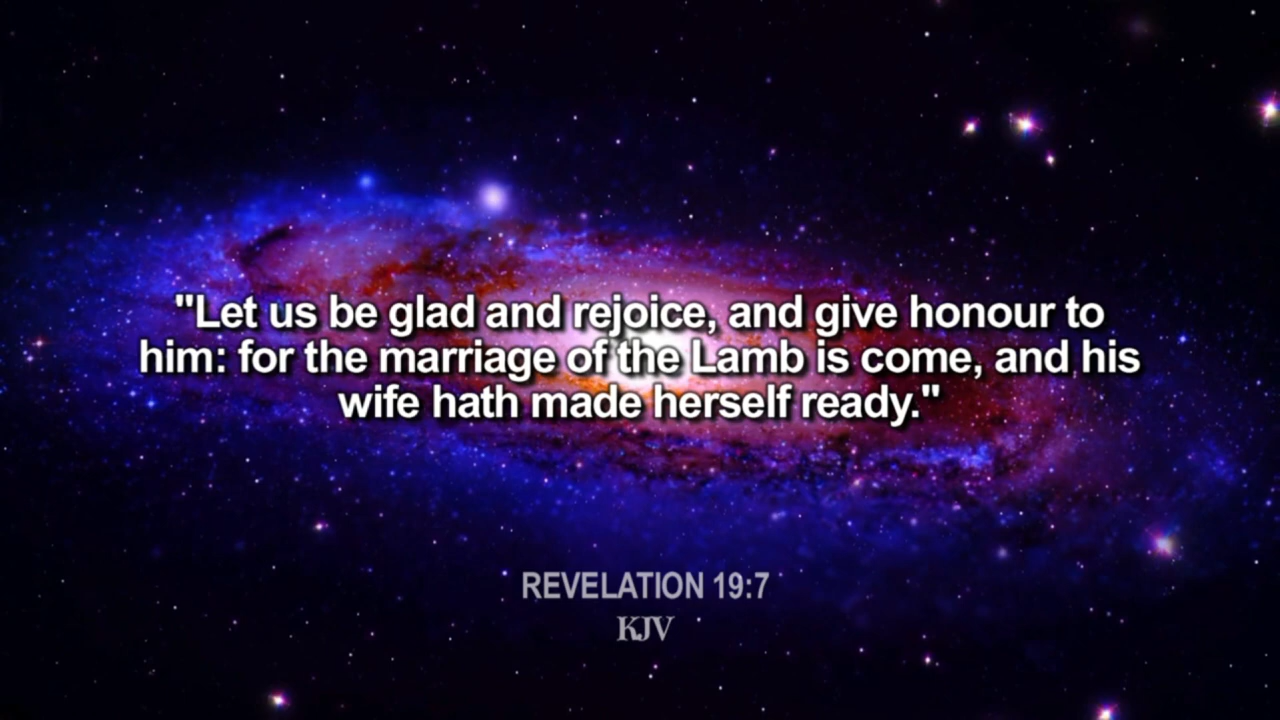 "Let us be glad and rejoice, and give honour to
him: for the marriage of the Lamb is come, and his
wife hath made herself ready."
REVELATION 19:7
KJV